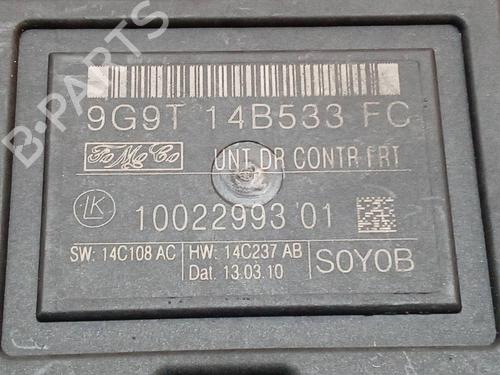 B-PARTS
9G9T 14B533 FC
FoMoCo UNT DR CONTR FRT
LK 10022993 01
SW: 14C108 AC HW: 14C237 AB
Dat. 13.03.10
S0Y0B